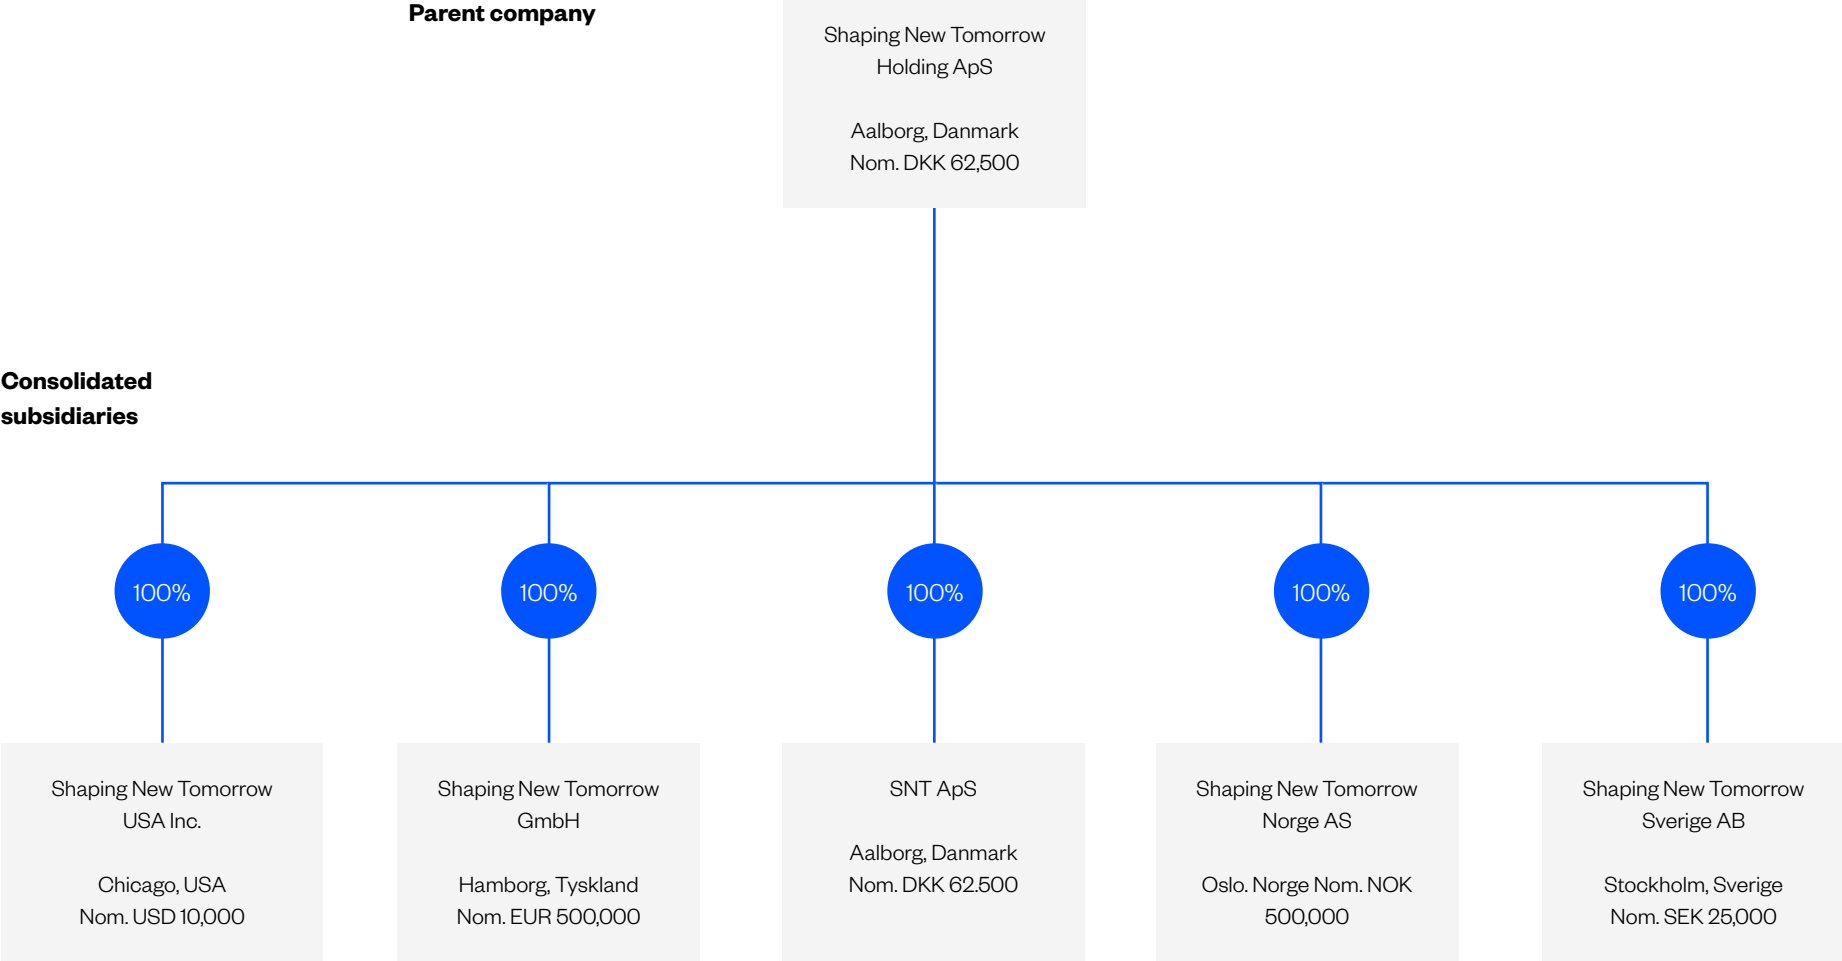 Parent company
Shaping New Tomorrow
Holding ApS
Aalborg, Danmark
Nom. DKK 62,500
Consolidated
subsidiaries
100%
100%
100%
100%
100%
Shaping New Tomorrow
USA Inc.
Chicago, USA
Nom. USD 10,000
Shaping New Tomorrow
GmbH
Hamborg, Tyskland
Nom. EUR 500,000
SNT ApS
Aalborg, Danmark
Nom. DKK 62.500
Shaping New Tomorrow
Norge AS
Oslo. Norge Nom. NOK
500,000
Shaping New Tomorrow
Sverige AB
Stockholm, Sverige
Nom. SEK 25,000